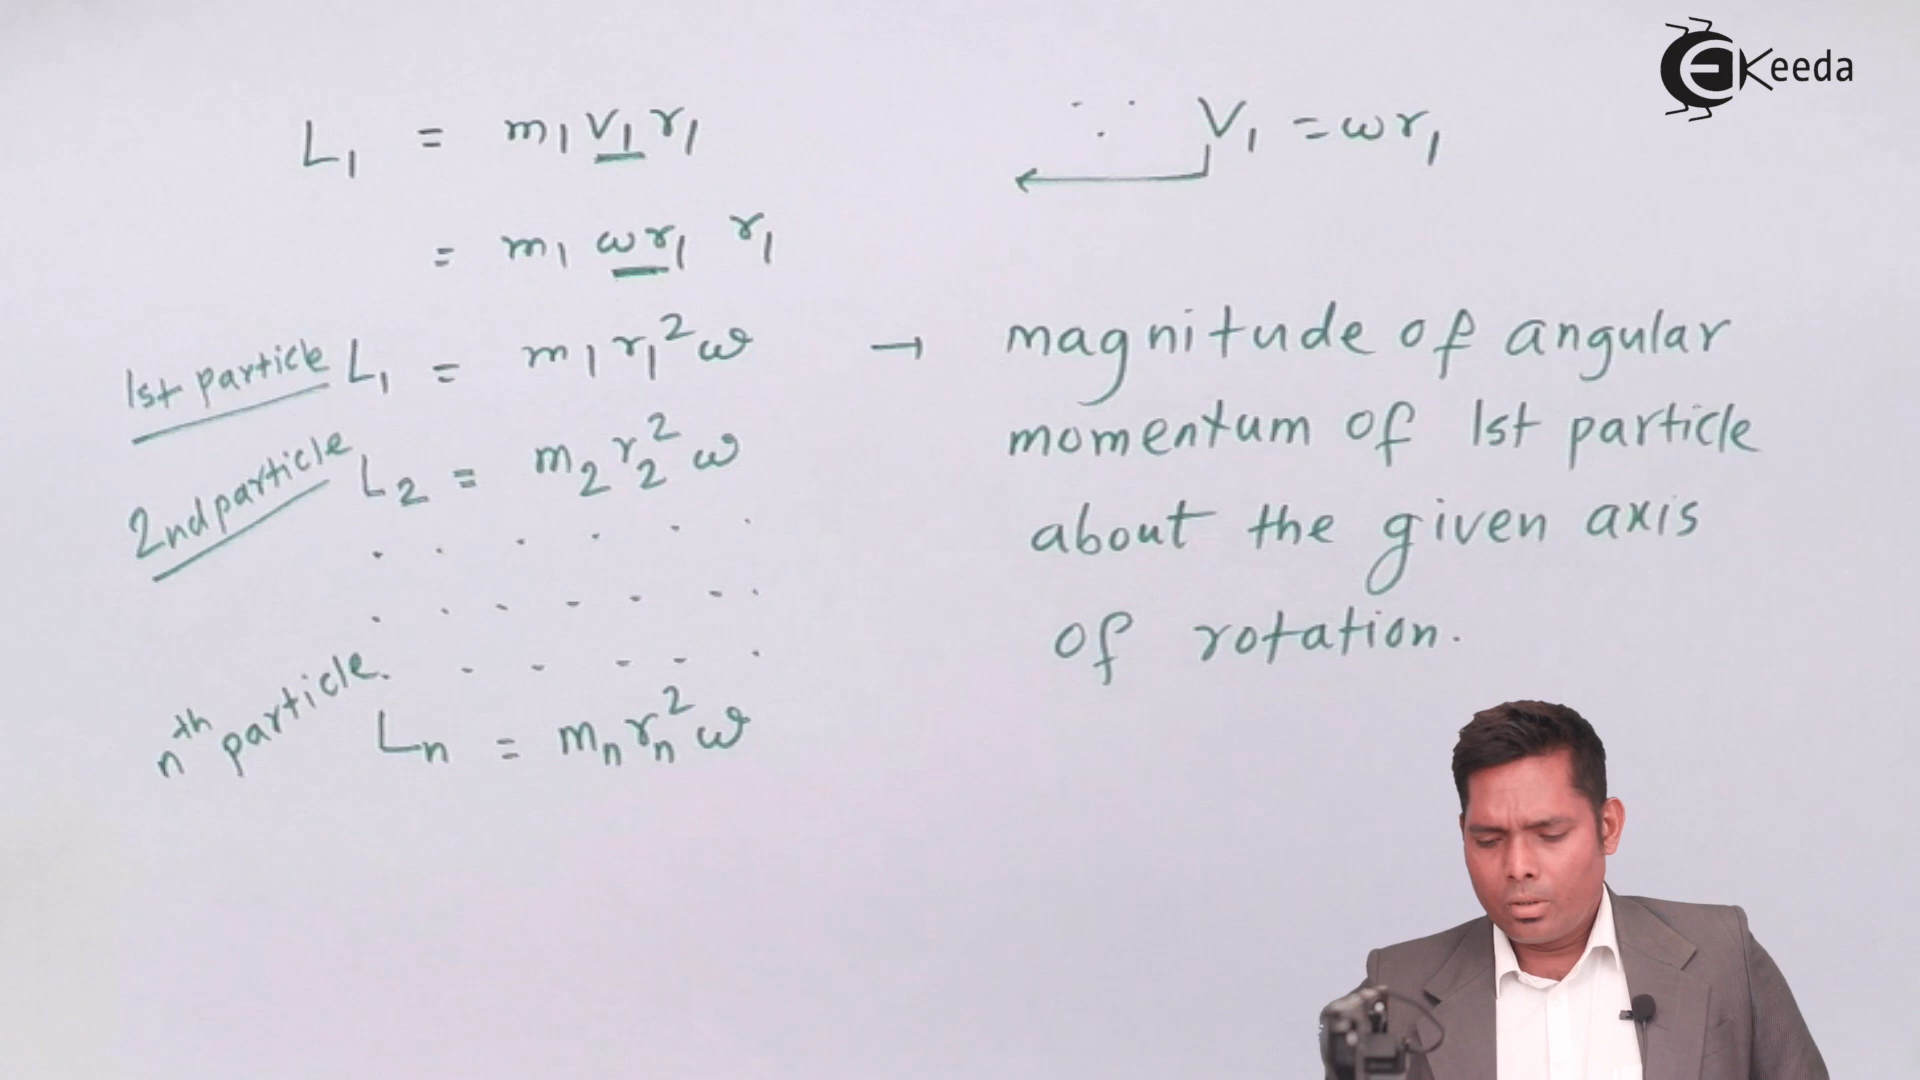 EKeeda
L₁ = m₁ v₁ r₁
∵ V₁ = ωr₁
= m₁ ωr₁ r₁
1st particle L₁ = m₁ r₁² ω → magnitude of angular
momentum of 1st particle
about the given axis
of rotation.
2nd particle L₂ = m₂ r₂² ω
nᵗʰ particle. Lₙ = mₙ rₙ² ω